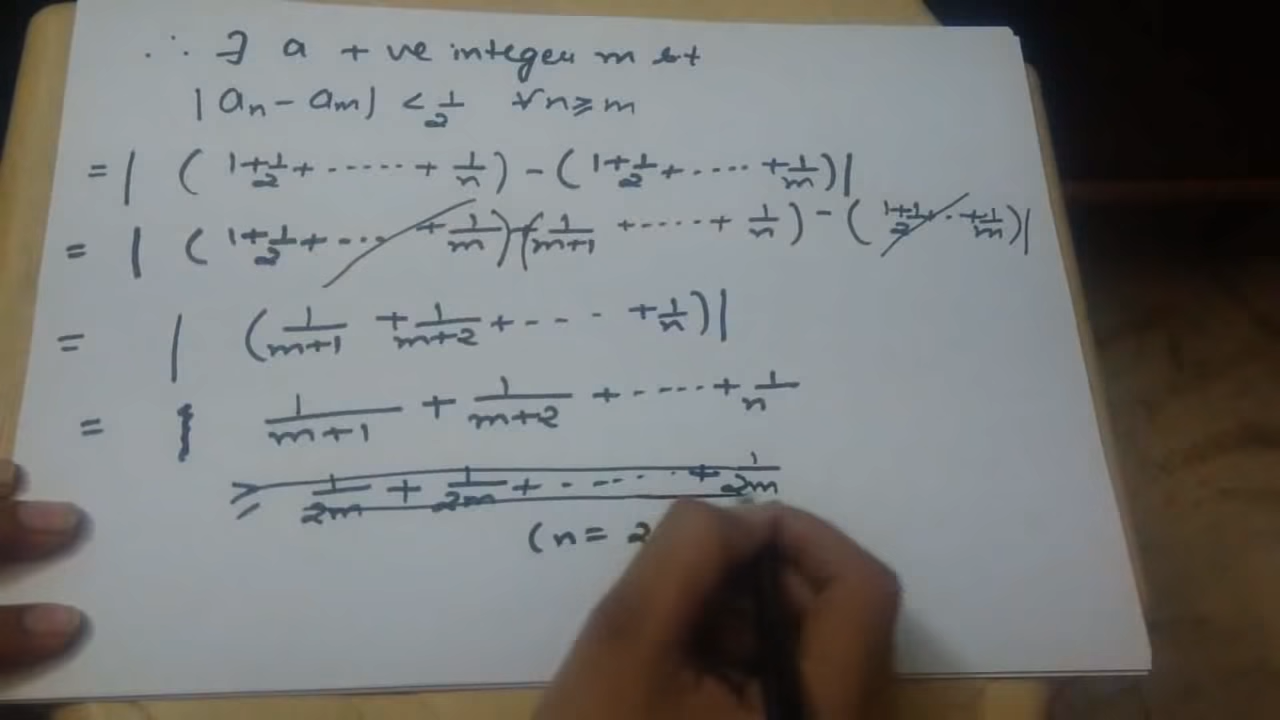 ∴ ∃ a + ve integer m st
|aₙ - aₘ| < 1/2 ∀n ≥ m
= | (1+1/2+ ----- + 1/n) - (1+1/2+ ---- +1/m)|
= | (1+1/2+ --- +1/m)+(1/m+1 + ---- + 1/n) - (1+1/2+ - +1/m)|
= | (1/m+1 + 1/m+2 + --- +1/n)|
= 1/m+1 + 1/m+2 + ----- + 1/n
≥ 1/2m + 1/2m + ----- + 1/2m
(n = 2